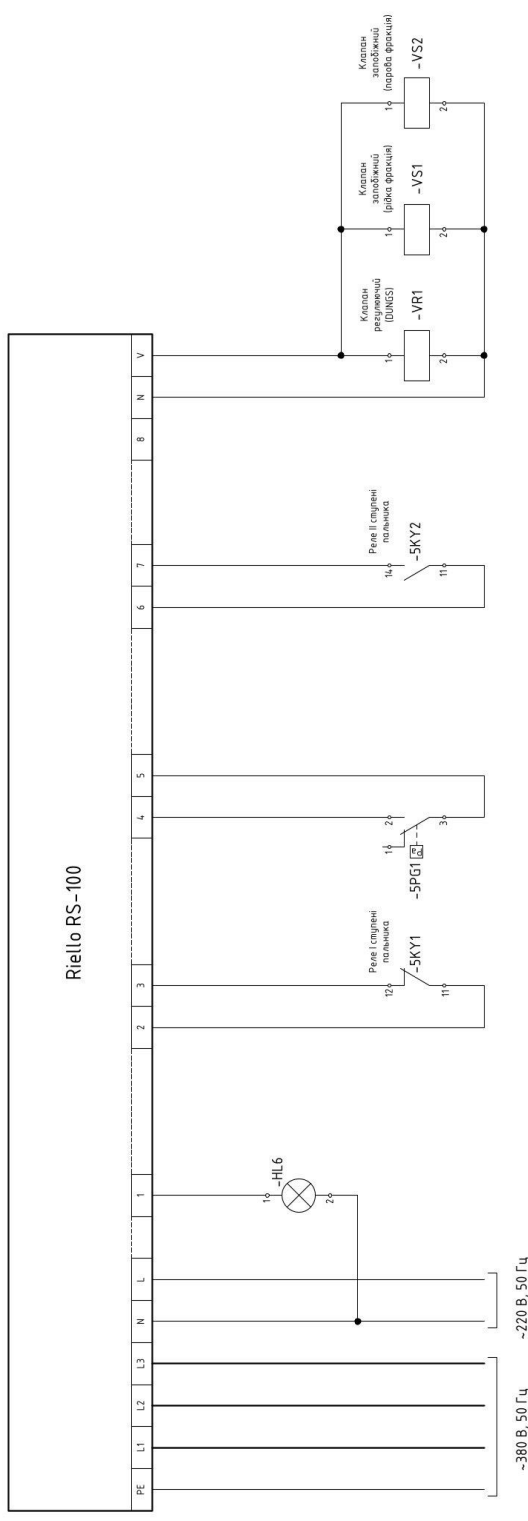 Riello RS-100
PE
L1
L2
L3
N
L
1
2
3
4
5
6
7
8
N
V
~380 В, 50 Гц
~220 В, 50 Гц
-HL6
1
2
Реле I ступені
пальника
-5KY1
12
11
-5PG1
1
2
3
Pa
Реле II ступені
пальника
-5KY2
14
11
Клапан
регулюючий
(DUNGS)
-VR1
1
2
Клапан
запобіжний
(рідка фракція)
-VS1
1
2
Клапан
запобіжний
(парова фракція)
-VS2
1
2